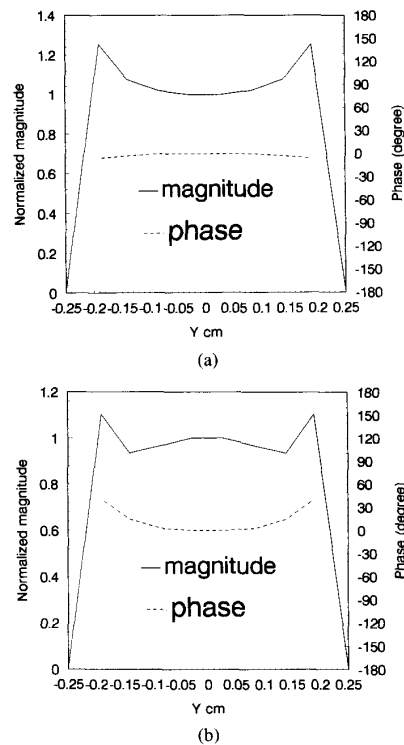 1.4
1.2
1
0.8
0.6
0.4
0.2
0
Normalized magnitude
180
150
120
90
60
30
0
-30
-60
-90
-120
-150
-180
Phase (degree)
magnitude
phase
-0.25 -0.2 -0.15 -0.1 -0.05 0 0.05 0.1 0.15 0.2 0.25
Y cm
(a)
1.2
1
0.8
0.6
0.4
0.2
0
Normalized magnitude
180
150
120
90
60
30
0
-30
-60
-90
-120
-150
-180
Phase (degree)
magnitude
phase
-0.25 -0.2 -0.15 -0.1 -0.05 0 0.05 0.1 0.15 0.2 0.25
Y cm
(b)